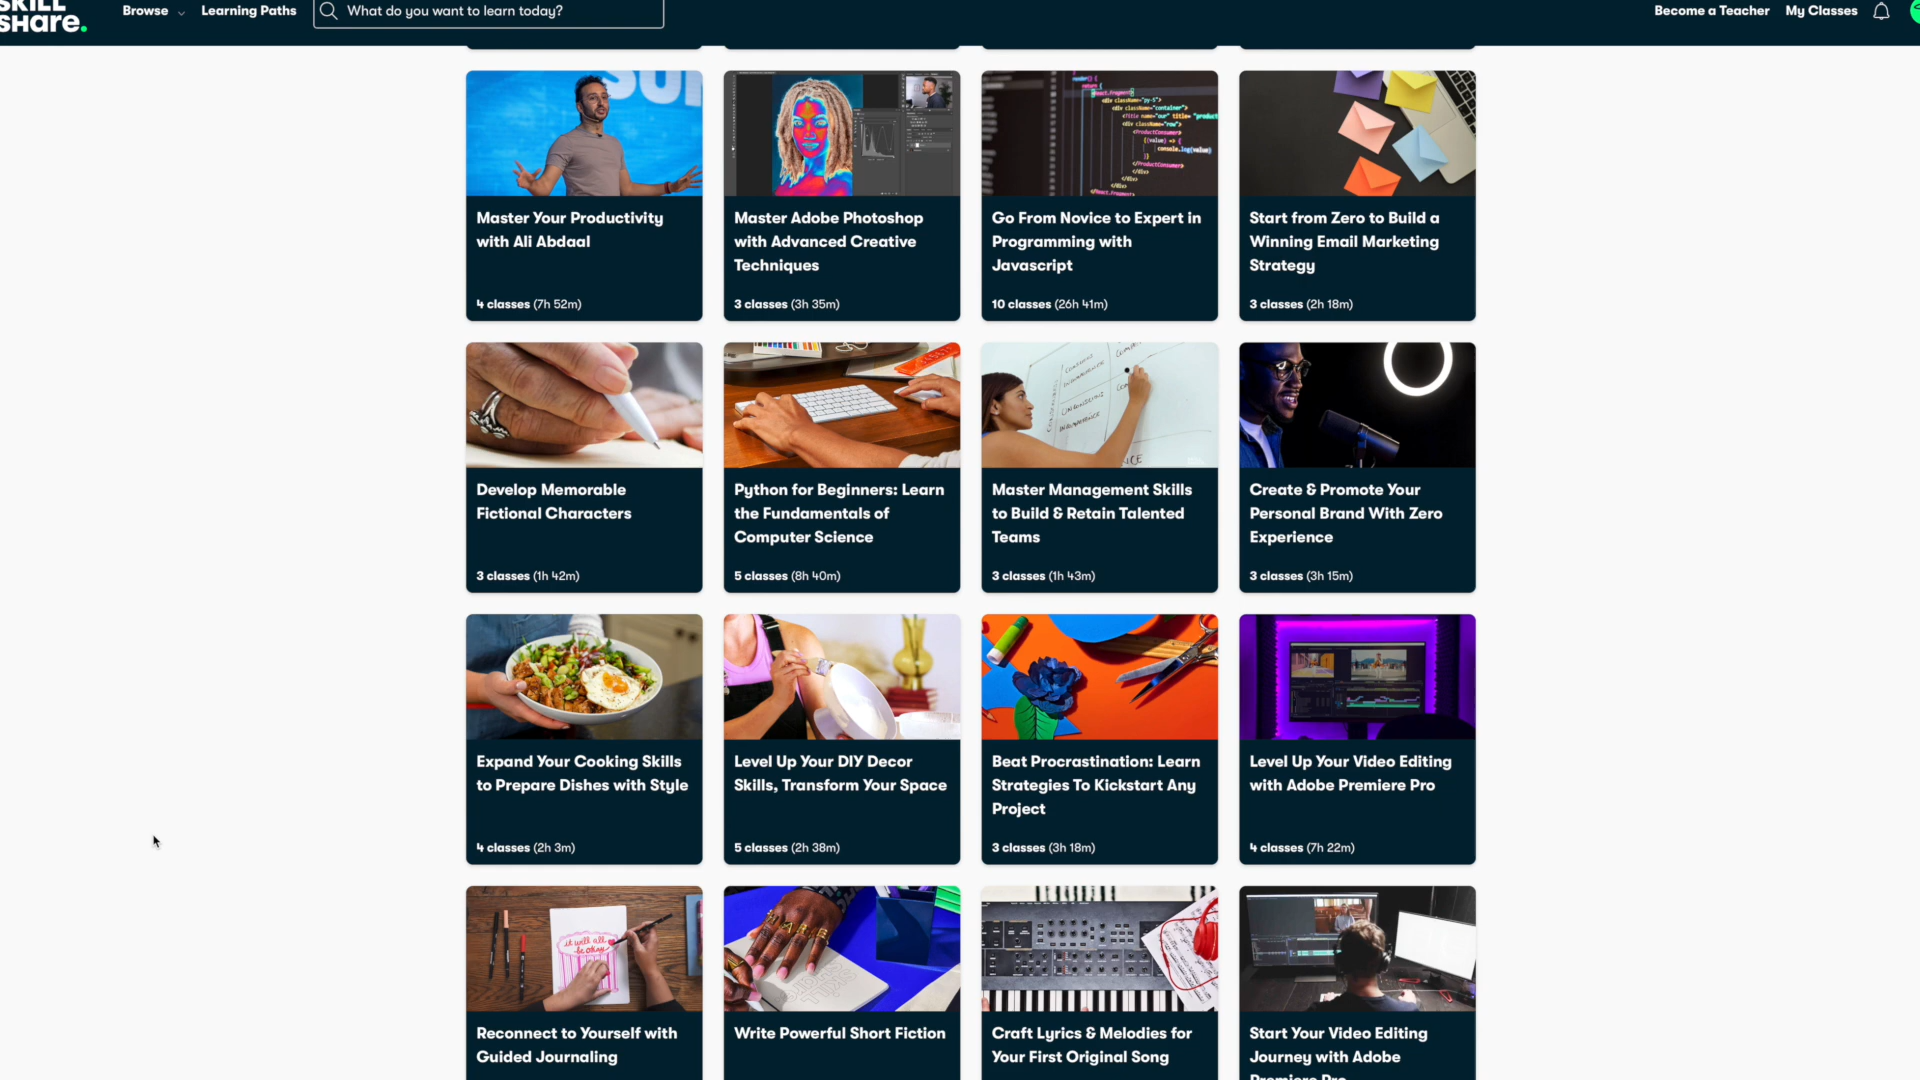 SKILL
SHare.
Browse
Learning Paths
What do you want to learn today?
Become a Teacher
My Classes
Master Your Productivity
with Ali Abdaal
4 classes (7h 52m)
Master Adobe Photoshop
with Advanced Creative
Techniques
3 classes (3h 35m)
Go From Novice to Expert in
Programming with
Javascript
10 classes (26h 41m)
Start from Zero to Build a
Winning Email Marketing
Strategy
3 classes (2h 18m)
Develop Memorable
Fictional Characters
3 classes (1h 42m)
Python for Beginners: Learn
the Fundamentals of
Computer Science
5 classes (8h 40m)
Master Management Skills
to Build & Retain Talented
Teams
3 classes (1h 43m)
Create & Promote Your
Personal Brand With Zero
Experience
3 classes (3h 15m)
Expand Your Cooking Skills
to Prepare Dishes with Style
4 classes (2h 3m)
Level Up Your DIY Decor
Skills, Transform Your Space
5 classes (2h 38m)
Beat Procrastination: Learn
Strategies To Kickstart Any
Project
3 classes (3h 18m)
Level Up Your Video Editing
with Adobe Premiere Pro
4 classes (7h 22m)
it will all
be okay
Reconnect to Yourself with
Guided Journaling
Write Powerful Short Fiction
Craft Lyrics & Melodies for
Your First Original Song
Start Your Video Editing
Journey with Adobe
Premiere Pro